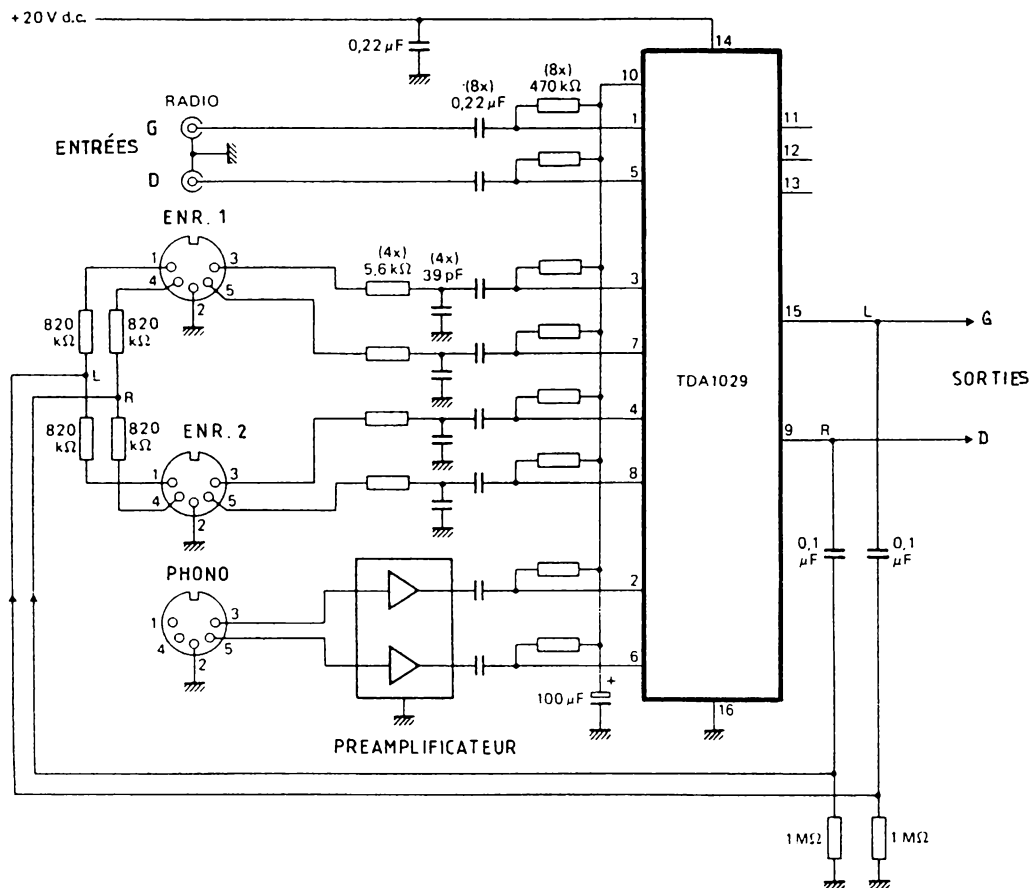 +20 V d.c.
0,22 µF
14
RADIO
G
ENTRÉES
D
(8x)
0,22 µF
(8x)
470 kΩ
10
1
5
11
12
13
ENR. 1
1
4
3
5
2
(4x)
5,6 kΩ
(4x)
39 pF
3
7
820
kΩ
820
kΩ
L
R
820
kΩ
820
kΩ
ENR. 2
1
4
3
5
2
4
8
TDA1029
15
L
G
SORTIES
9
R
D
0,1
µF
0,1
µF
PHONO
1
4
3
5
2
2
6
100 µF
+
16
PREAMPLIFICATEUR
1 MΩ
1 MΩ